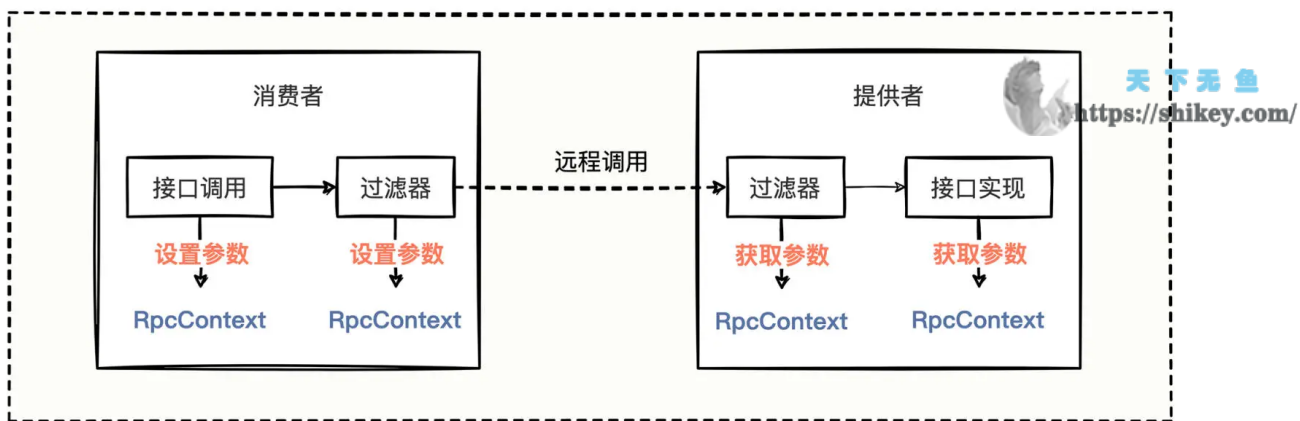 消费者
提供者
天下无鱼
https://shikey.com/
远程调用
接口调用
过滤器
过滤器
接口实现
设置参数
设置参数
获取参数
获取参数
RpcContext
RpcContext
RpcContext
RpcContext